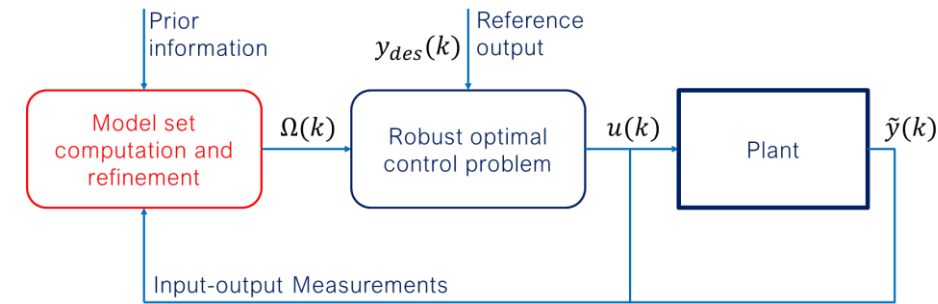 Prior
information
y_des(k)
Reference
output
Model set
computation and
refinement
Ω(k)
Robust optimal
control problem
u(k)
Plant
ỹ(k)
Input-output Measurements